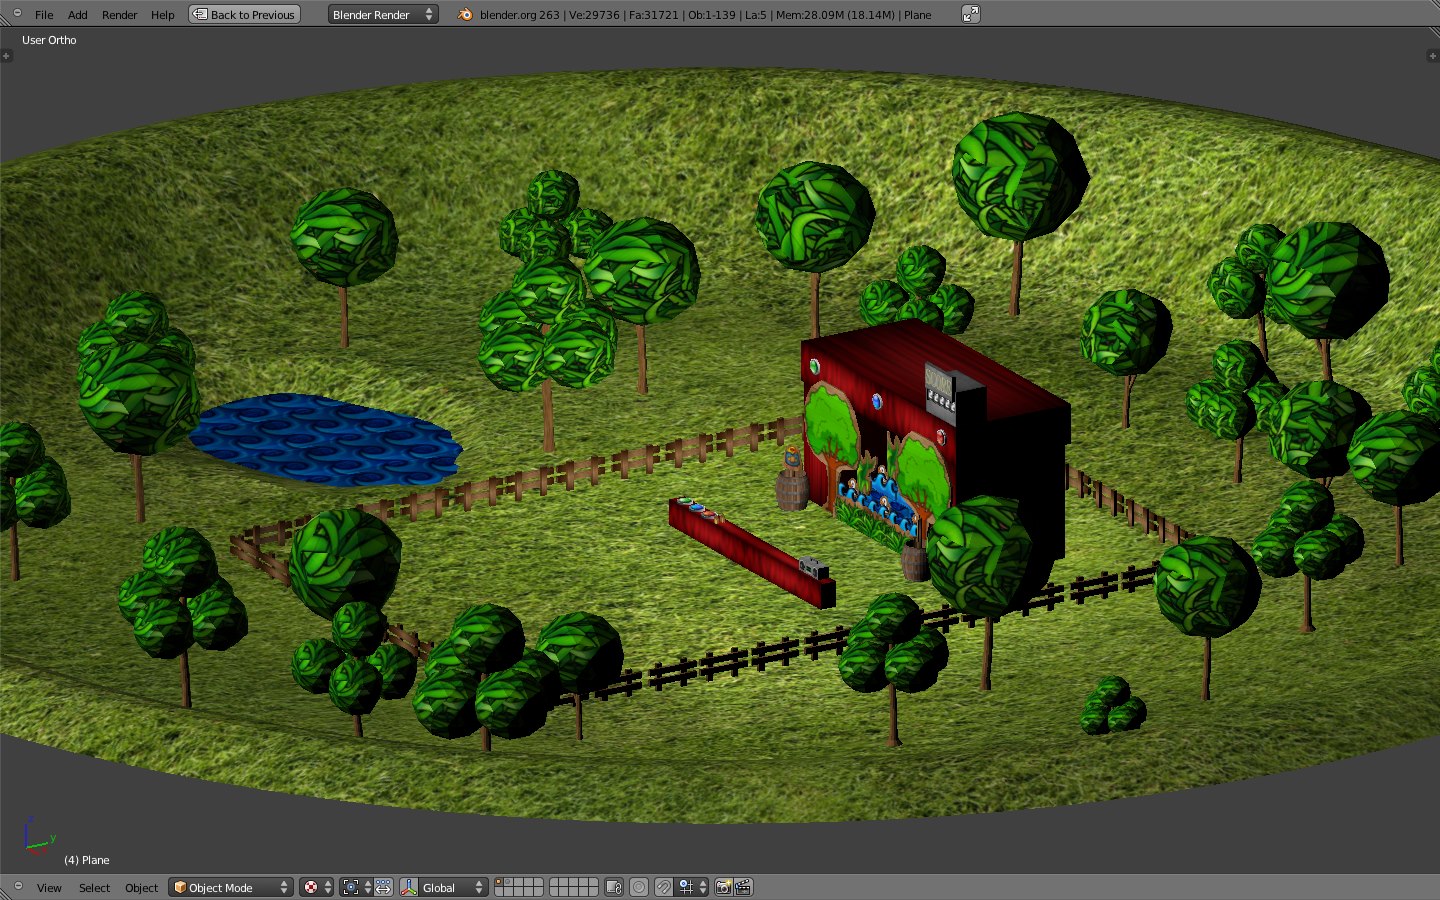 File Add Render Help Back to Previous Blender Render blender.org 263 | Ve:29736 | Fa:31721 | Ob:1-139 | La:5 | Mem:28.09M (18.14M) | Plane
User Ortho
z
y
(4) Plane
View Select Object Object Mode Global